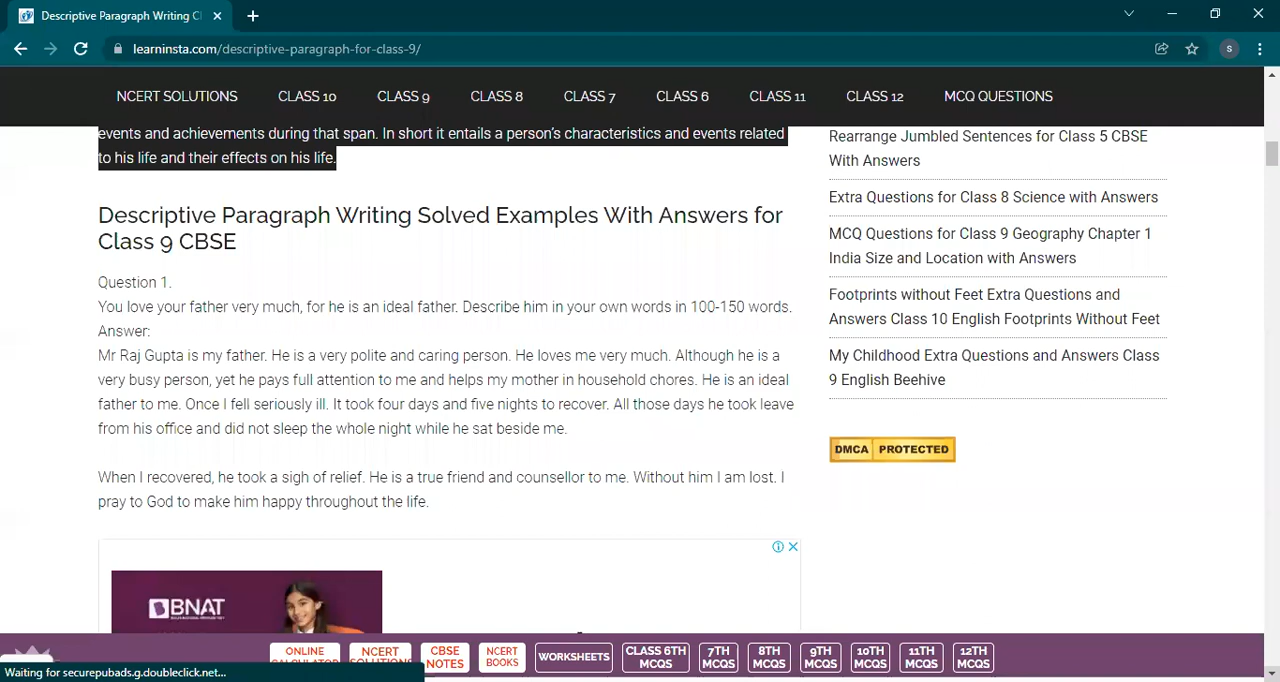 Descriptive Paragraph Writing Cl
learninsta.com/descriptive-paragraph-for-class-9/
S
NCERT SOLUTIONS CLASS 10 CLASS 9 CLASS 8 CLASS 7 CLASS 6 CLASS 11 CLASS 12 MCQ QUESTIONS
events and achievements during that span. In short it entails a person's characteristics and events related
to his life and their effects on his life.
Descriptive Paragraph Writing Solved Examples With Answers for
Class 9 CBSE
Question 1.
You love your father very much, for he is an ideal father. Describe him in your own words in 100-150 words.
Answer:
Mr Raj Gupta is my father. He is a very polite and caring person. He loves me very much. Although he is a
very busy person, yet he pays full attention to me and helps my mother in household chores. He is an ideal
father to me. Once I fell seriously ill. It took four days and five nights to recover. All those days he took leave
from his office and did not sleep the whole night while he sat beside me.
When I recovered, he took a sigh of relief. He is a true friend and counsellor to me. Without him I am lost. I
pray to God to make him happy throughout the life.
Rearrange Jumbled Sentences for Class 5 CBSE
With Answers
Extra Questions for Class 8 Science with Answers
MCQ Questions for Class 9 Geography Chapter 1
India Size and Location with Answers
Footprints without Feet Extra Questions and
Answers Class 10 English Footprints Without Feet
My Childhood Extra Questions and Answers Class
9 English Beehive
DMCA PROTECTED
BNAT
ONLINE
CALCULATOR
NCERT
SOLUTIONS
CBSE
NOTES
NCERT
BOOKS
WORKSHEETS
CLASS 6TH
MCQS
7TH
MCQS
8TH
MCQS
9TH
MCQS
10TH
MCQS
11TH
MCQS
12TH
MCQS
Waiting for securepubads.g.doubleclick.net...